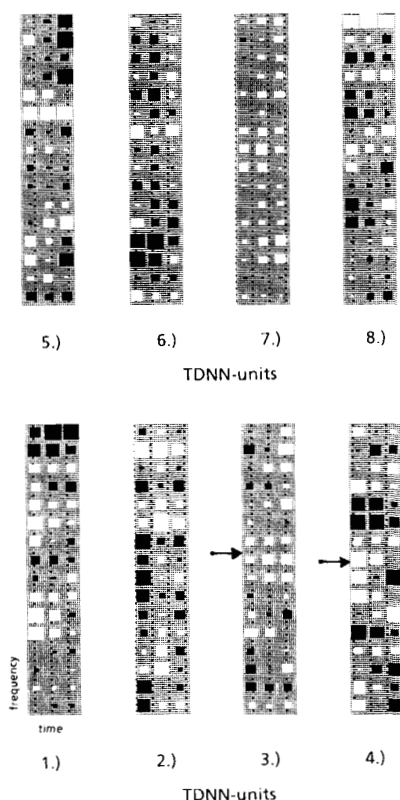 5.) 6.) 7.) 8.)
TDNN-units
frequency
time
1.) 2.) 3.) 4.)
TDNN-units